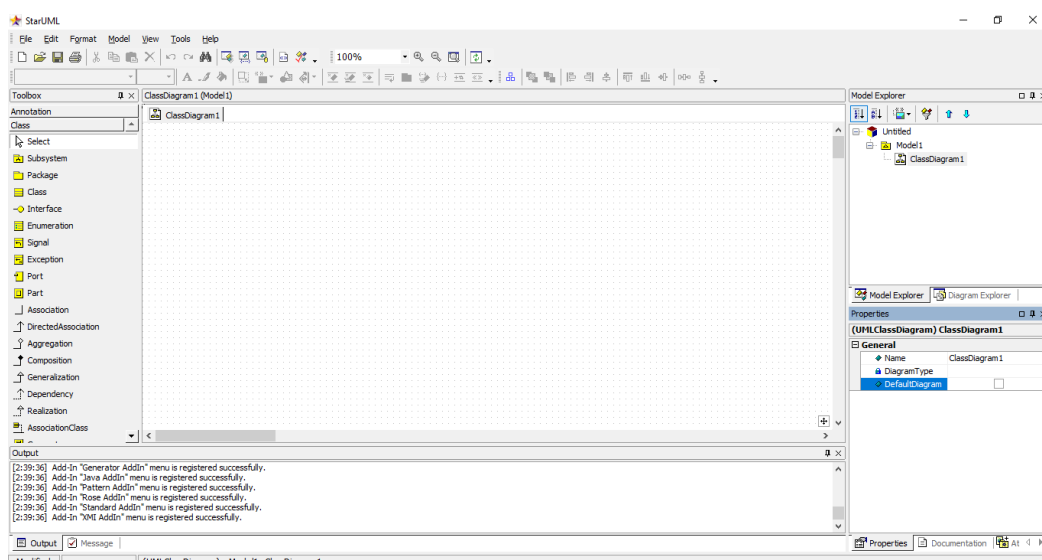 StarUML
File Edit Format Model View Tools Help
100%
Toolbox
ClassDiagram1 (Model1)
Model Explorer
Annotation
Class
ClassDiagram1
Select
Subsystem
Package
Class
Interface
Enumeration
Signal
Exception
Port
Part
Association
DirectedAssociation
Aggregation
Composition
Generalization
Dependency
Realization
AssociationClass
Untitled
Model1
ClassDiagram1
Model Explorer Diagram Explorer
Properties
(UMLClassDiagram) ClassDiagram1
General
Name ClassDiagram1
DiagramType
DefaultDiagram
Output
[2:39:36] Add-In "Generator AddIn" menu is registered successfully.
[2:39:36] Add-In "Java AddIn" menu is registered successfully.
[2:39:36] Add-In "Pattern AddIn" menu is registered successfully.
[2:39:36] Add-In "Rose AddIn" menu is registered successfully.
[2:39:36] Add-In "Standard AddIn" menu is registered successfully.
[2:39:36] Add-In "XMI AddIn" menu is registered successfully.
Output Message
Properties Documentation At